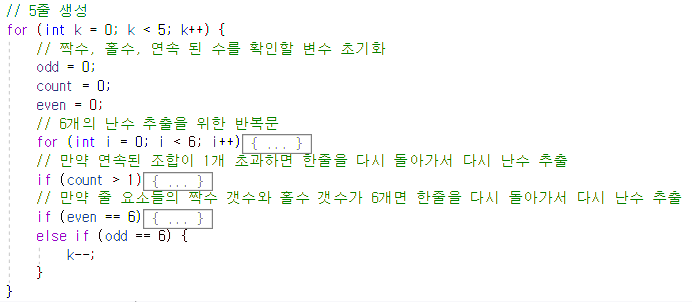 // 5줄 생성
for (int k = 0; k < 5; k++) {
// 짝수, 홀수, 연속 된 수를 확인할 변수 초기화
odd = 0;
count = 0;
even = 0;
// 6개의 난수 추출을 위한 반복문
for (int i = 0; i < 6; i++) { ... }
// 만약 연속된 조합이 1개 초과하면 한줄을 다시 돌아가서 다시 난수 추출
if (count > 1) { ... }
// 만약 줄 요소들의 짝수 갯수와 홀수 갯수가 6개면 한줄을 다시 돌아가서 다시 난수 추출
if (even == 6) { ... }
else if (odd == 6) {
k--;
}
}